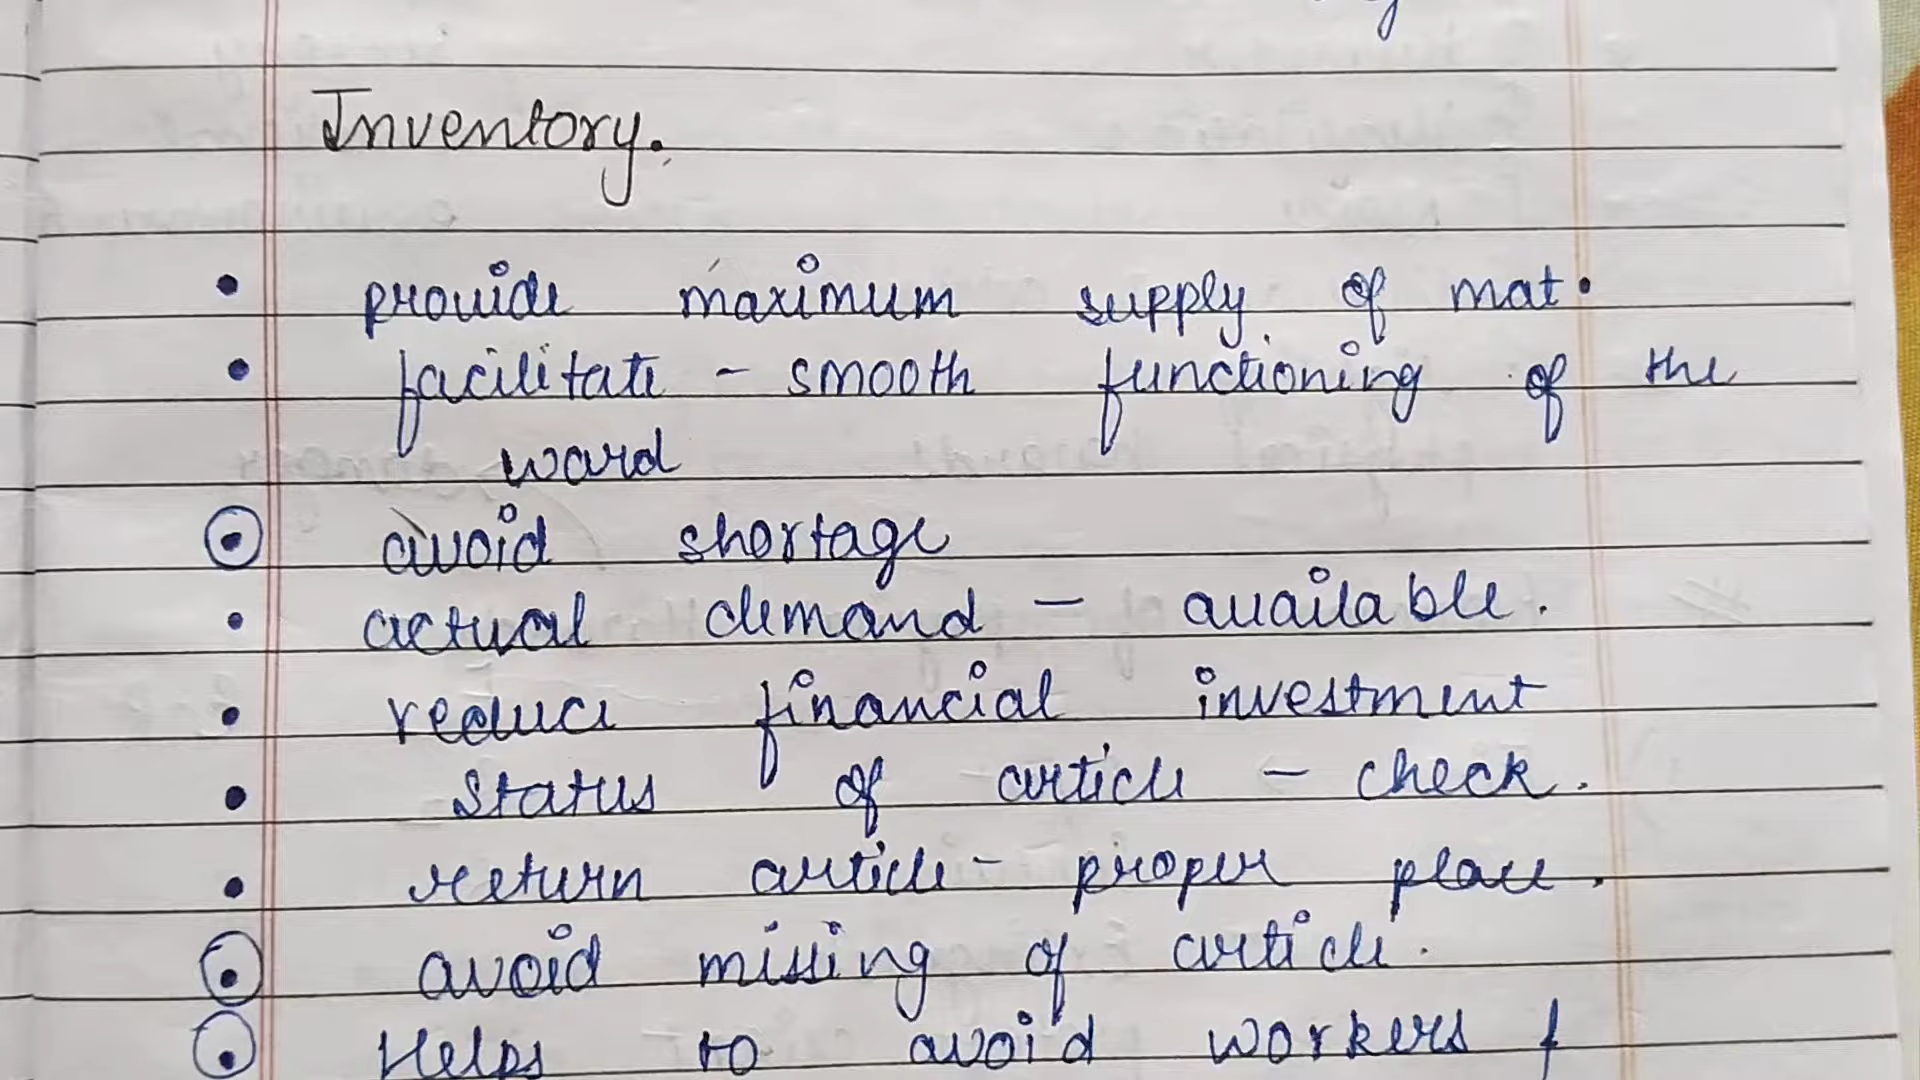 Inventory.
• provide maximum supply of mat.
• facilitate - smooth functioning of the
ward
• avoid shortage
• actual demand - available.
• reduce financial investment
• status of article - check.
• return article - proper place.
• avoid missing of article.
• Helps to avoid workers